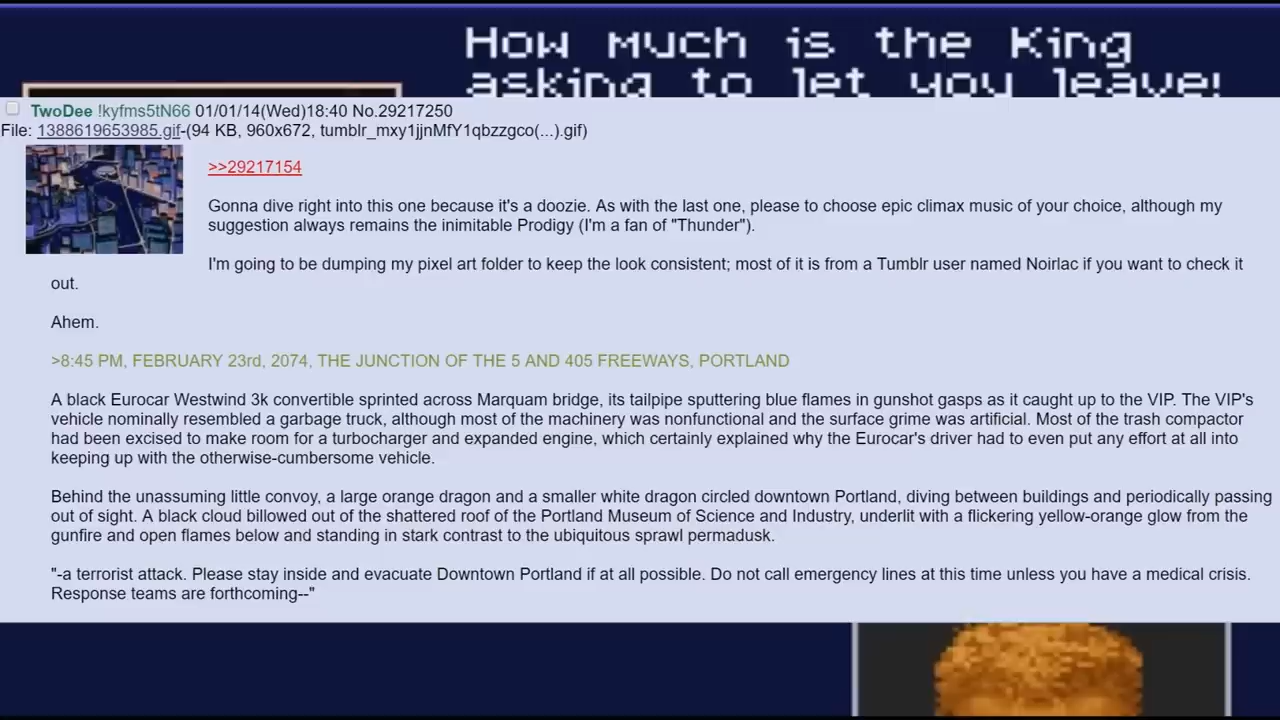 How much is the King
asking to let you leave!
TwoDee !kyfms5tN66 01/01/14(Wed)18:40 No.29217250
File: 1388619653985.gif-(94 KB, 960x672, tumblr_mxy1jjnMfY1qbzzgco(...).gif)
>>29217154
Gonna dive right into this one because it's a doozie. As with the last one, please to choose epic climax music of your choice, although my
suggestion always remains the inimitable Prodigy (I'm a fan of "Thunder").
I'm going to be dumping my pixel art folder to keep the look consistent; most of it is from a Tumblr user named Noirlac if you want to check it
out.
Ahem.
>8:45 PM, FEBRUARY 23rd, 2074, THE JUNCTION OF THE 5 AND 405 FREEWAYS, PORTLAND
A black Eurocar Westwind 3k convertible sprinted across Marquam bridge, its tailpipe sputtering blue flames in gunshot gasps as it caught up to the VIP. The VIP's
vehicle nominally resembled a garbage truck, although most of the machinery was nonfunctional and the surface grime was artificial. Most of the trash compactor
had been excised to make room for a turbocharger and expanded engine, which certainly explained why the Eurocar's driver had to even put any effort at all into
keeping up with the otherwise-cumbersome vehicle.
Behind the unassuming little convoy, a large orange dragon and a smaller white dragon circled downtown Portland, diving between buildings and periodically passing
out of sight. A black cloud billowed out of the shattered roof of the Portland Museum of Science and Industry, underlit with a flickering yellow-orange glow from the
gunfire and open flames below and standing in stark contrast to the ubiquitous sprawl permadusk.
"-a terrorist attack. Please stay inside and evacuate Downtown Portland if at all possible. Do not call emergency lines at this time unless you have a medical crisis.
Response teams are forthcoming--"